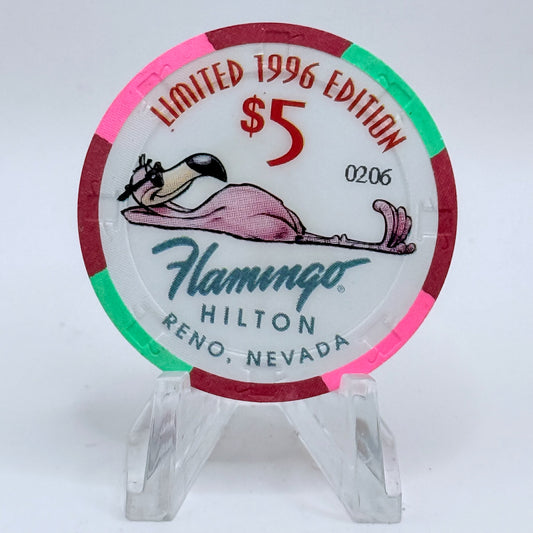 LIMITED 1996 EDITION
$5
0206
Flamingo®
HILTON
RENO, NEVADA